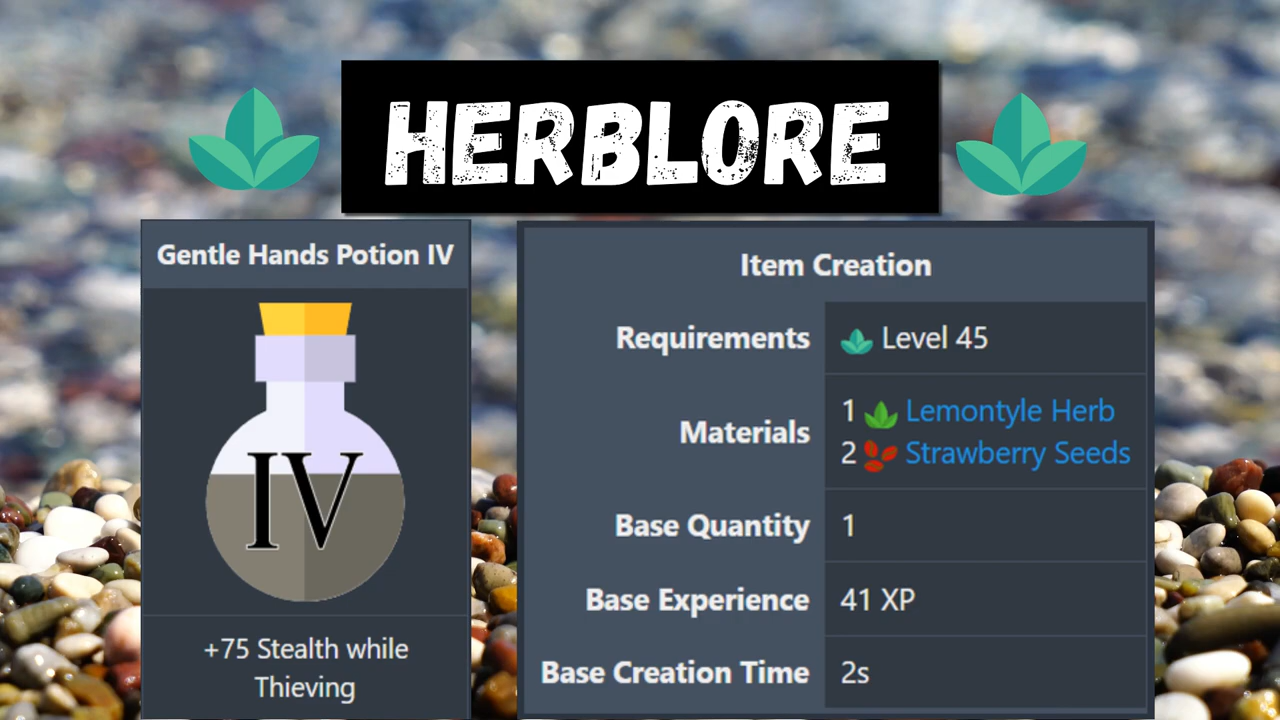 HERBLORE
Gentle Hands Potion IV
IV
+75 Stealth while
Thieving
Item Creation
Requirements Level 45
Materials 1 Lemontyle Herb
2 Strawberry Seeds
Base Quantity 1
Base Experience 41 XP
Base Creation Time 2s